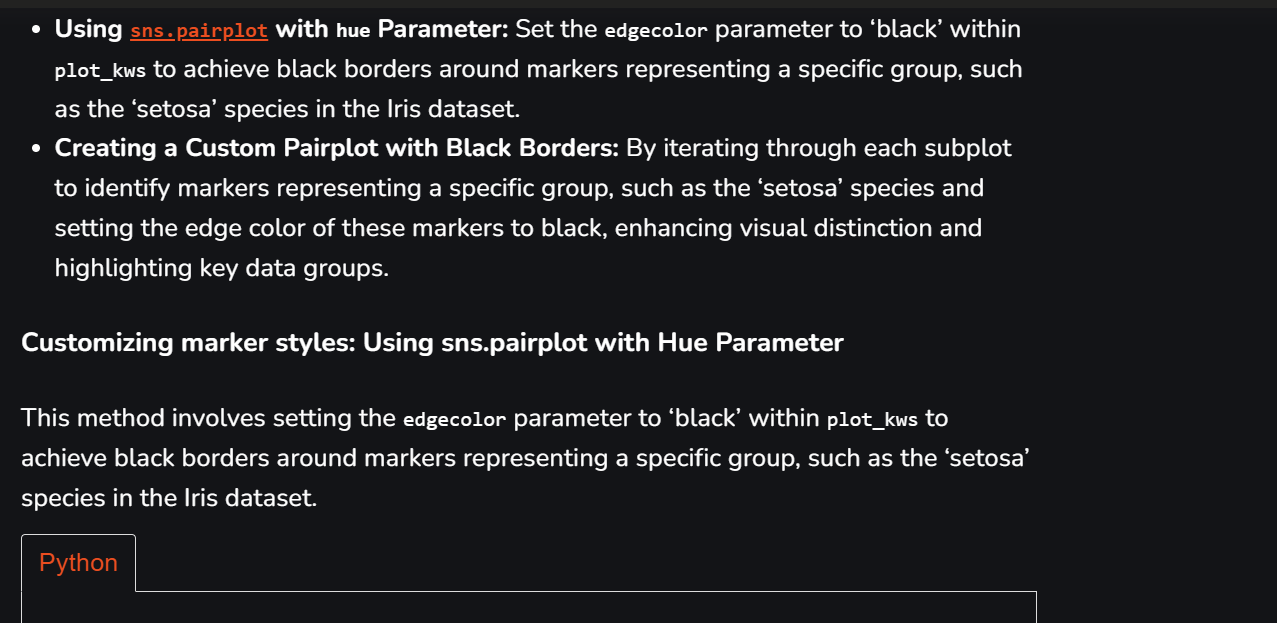 • Using sns.pairplot with hue Parameter: Set the edgecolor parameter to ‘black’ within
plot_kws to achieve black borders around markers representing a specific group, such
as the ‘setosa’ species in the Iris dataset.
• Creating a Custom Pairplot with Black Borders: By iterating through each subplot
to identify markers representing a specific group, such as the ‘setosa’ species and
setting the edge color of these markers to black, enhancing visual distinction and
highlighting key data groups.
Customizing marker styles: Using sns.pairplot with Hue Parameter
This method involves setting the edgecolor parameter to ‘black’ within plot_kws to
achieve black borders around markers representing a specific group, such as the ‘setosa’
species in the Iris dataset.
Python